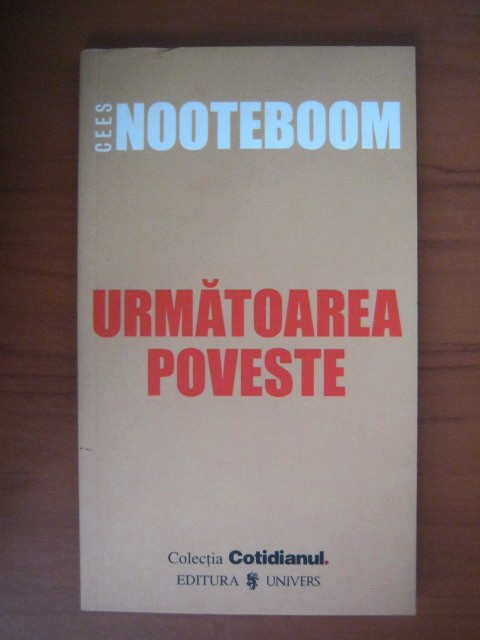 CEES
NOOTEBOOM
URMĂTOAREA
POVESTE
Colecția Cotidianul.
EDITURA UNIVERS